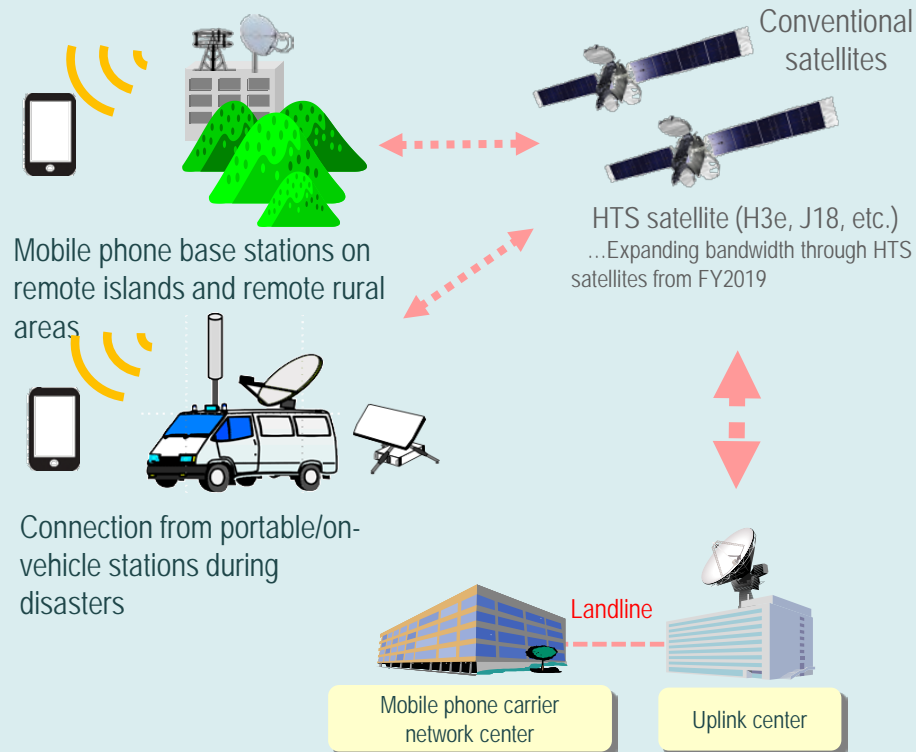 Conventional
satellites
HTS satellite (H3e, J18, etc.)
…Expanding bandwidth through HTS
satellites from FY2019
Mobile phone base stations on
remote islands and remote rural
areas
Connection from portable/on-
vehicle stations during
disasters
Landline
Mobile phone carrier
network center
Uplink center